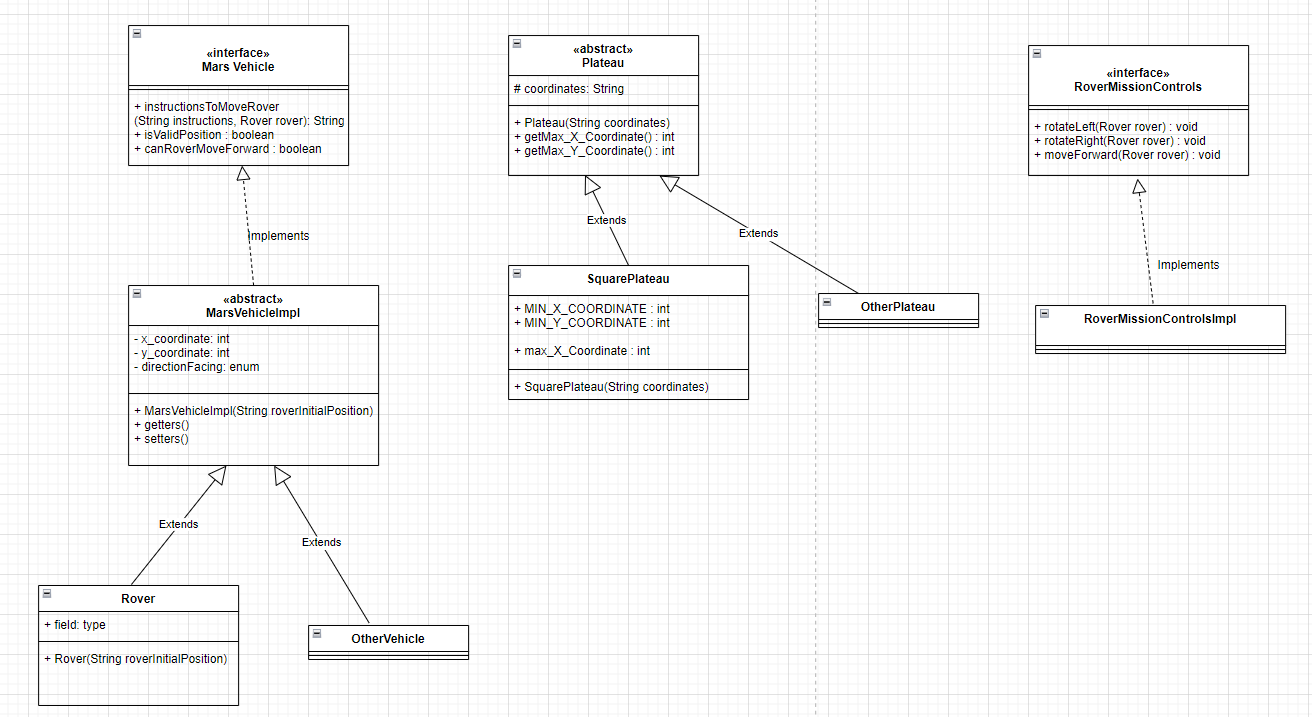 «interface»
Mars Vehicle
+ instructionsToMoveRover
(String instructions, Rover rover): String
+ isValidPosition : boolean
+ canRoverMoveForward : boolean
«abstract»
Plateau
# coordinates: String
+ Plateau(String coordinates)
+ getMax_X_Coordinate() : int
+ getMax_Y_Coordinate() : int
«interface»
RoverMissionControls
+ rotateLeft(Rover rover) : void
+ rotateRight(Rover rover) : void
+ moveForward(Rover rover) : void
Implements
Extends
Extends
Implements
«abstract»
MarsVehicleImpl
- x_coordinate: int
- y_coordinate: int
- directionFacing: enum
+ MarsVehicleImpl(String roverInitialPosition)
+ getters()
+ setters()
SquarePlateau
+ MIN_X_COORDINATE : int
+ MIN_Y_COORDINATE : int
+ max_X_Coordinate : int
+ SquarePlateau(String coordinates)
OtherPlateau
RoverMissionControlsImpl
Extends
Extends
Rover
+ field: type
+ Rover(String roverInitialPosition)
OtherVehicle